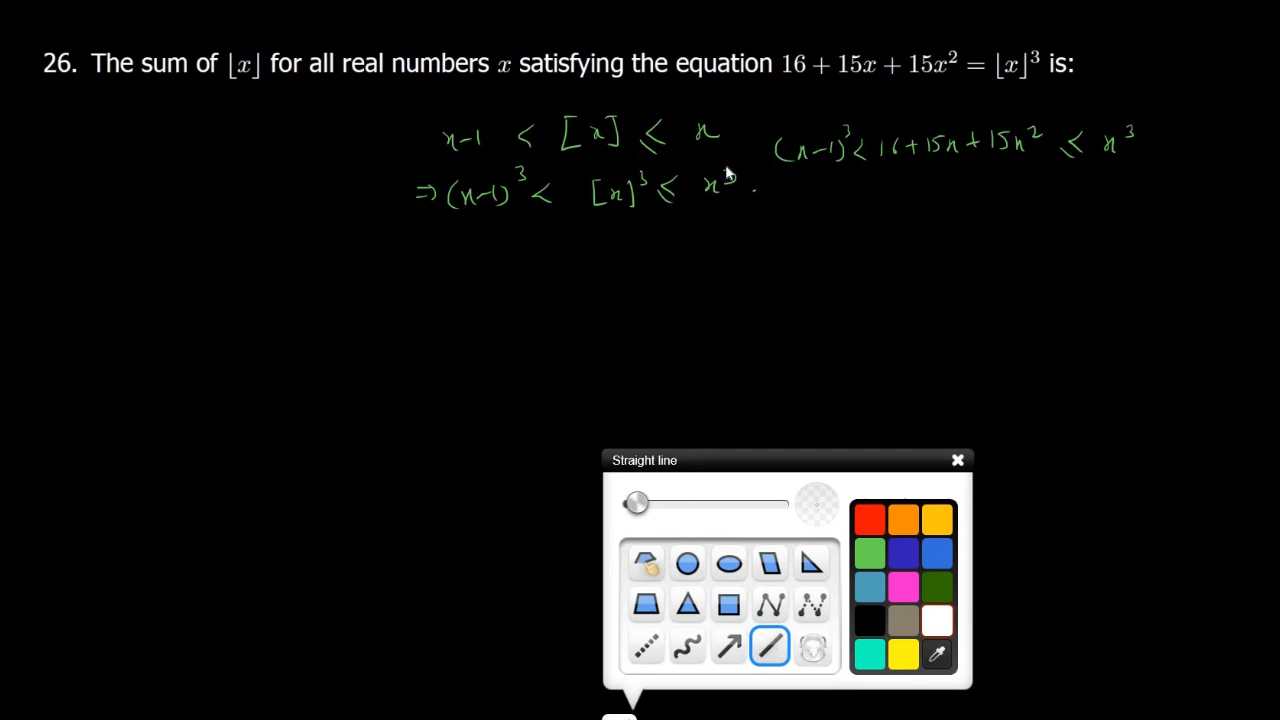 26. The sum of ⌊x⌋ for all real numbers x satisfying the equation 16 + 15x + 15x² = ⌊x⌋³ is:
x-1 < [x] ≤ x
(x-1)³ < 16+15x+15x² ≤ x³
⇒ (x-1)³ < [x]³ ≤ x³.
Straight line